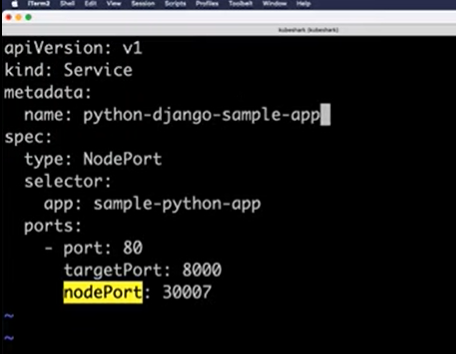 iTerm2 Shell Edit View Session Scripts Profiles Toolbelt Window Help
kubeshark (kubeshark)
apiVersion: v1
kind: Service
metadata:
  name: python-django-sample-app
spec:
  type: NodePort
  selector:
    app: sample-python-app
  ports:
    - port: 80
      targetPort: 8000
      nodePort: 30007
~
~